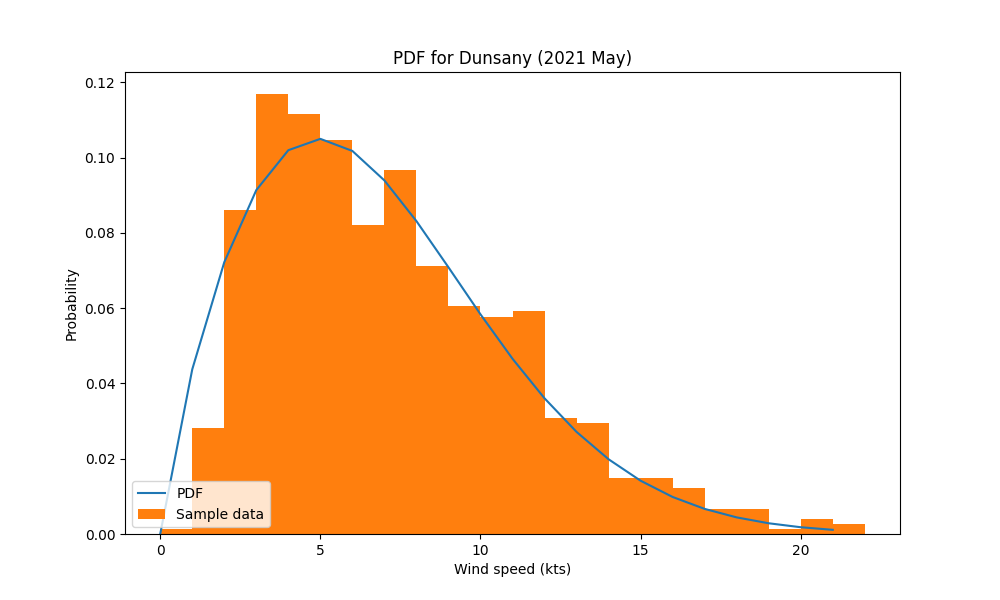 PDF for Dunsany (2021 May)
0.12
0.10
0.08
0.06
0.04
0.02
0.00
Probability
PDF
Sample data
0 5 10 15 20
Wind speed (kts)